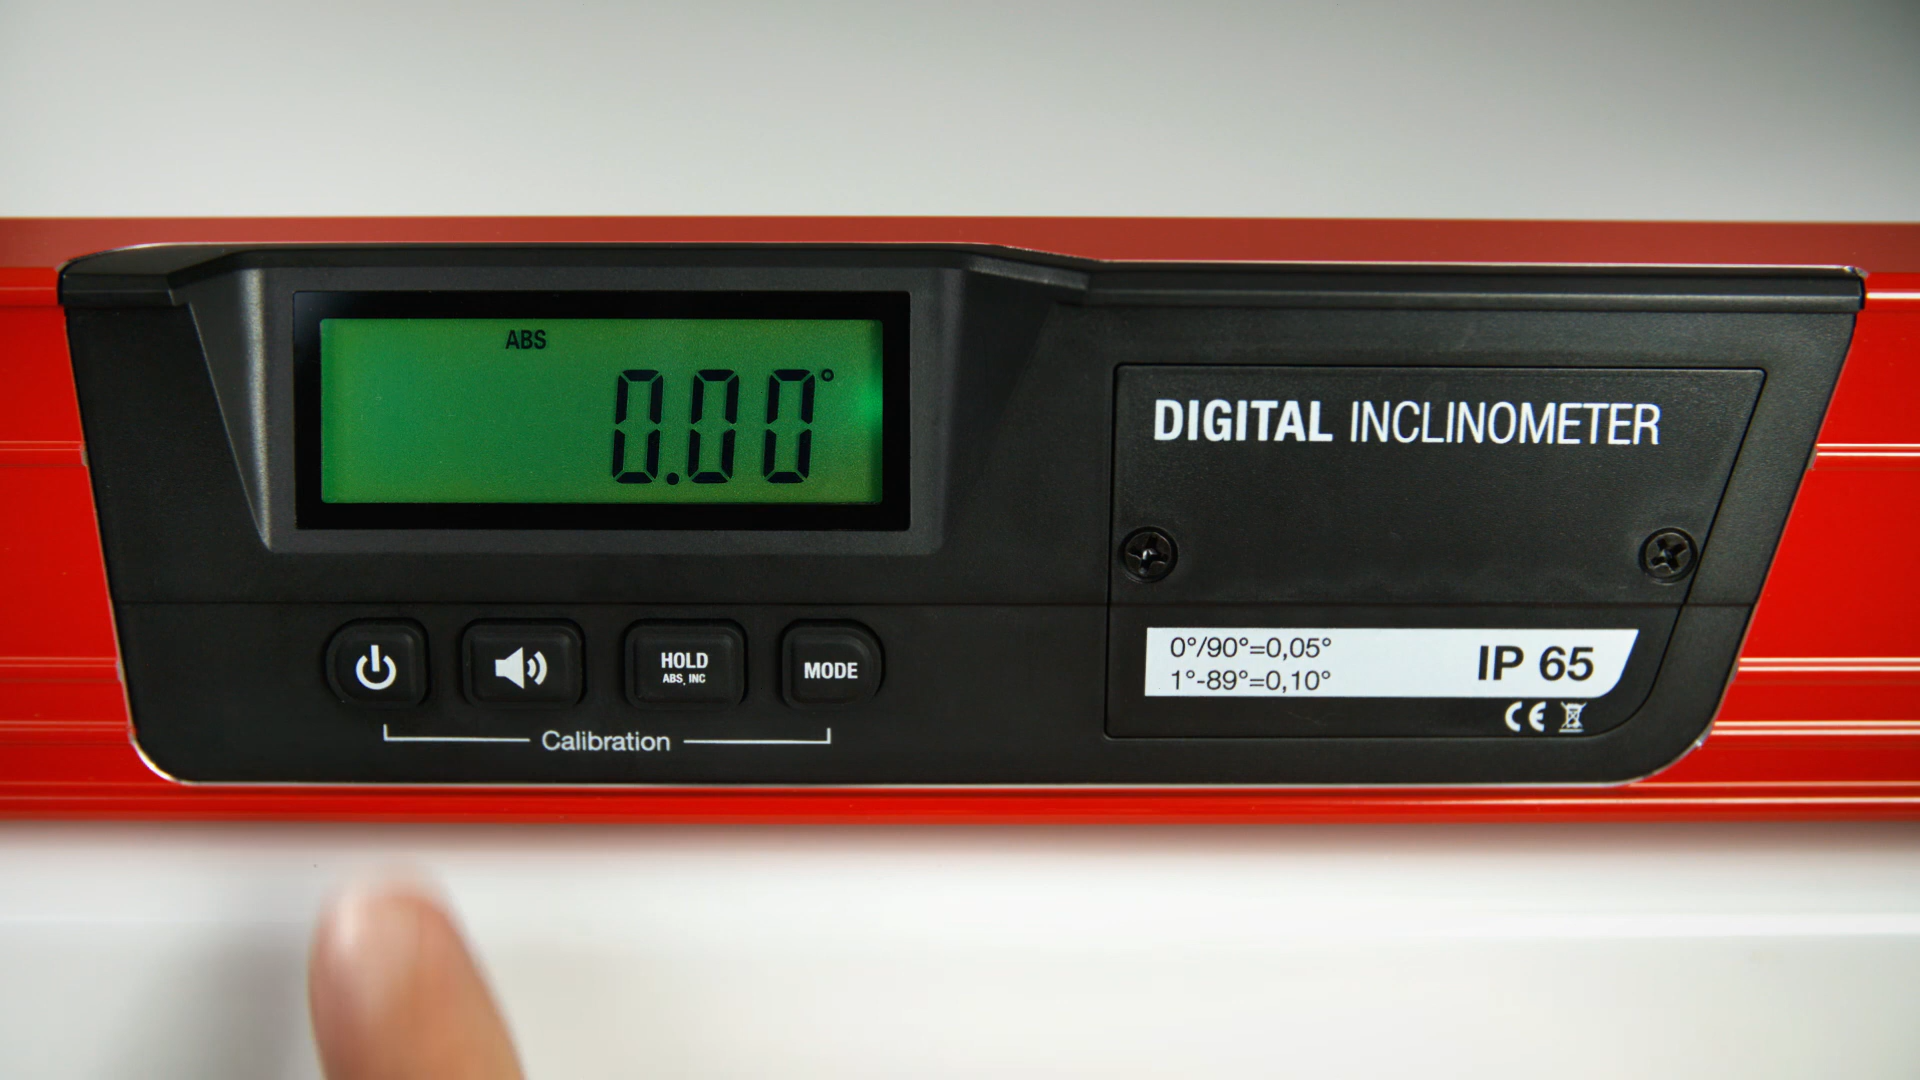 ABS
0.00°
DIGITAL INCLINOMETER
HOLD
ABS, INC
MODE
Calibration
0°/90°=0,05°
1°-89°=0,10°
IP 65
CE